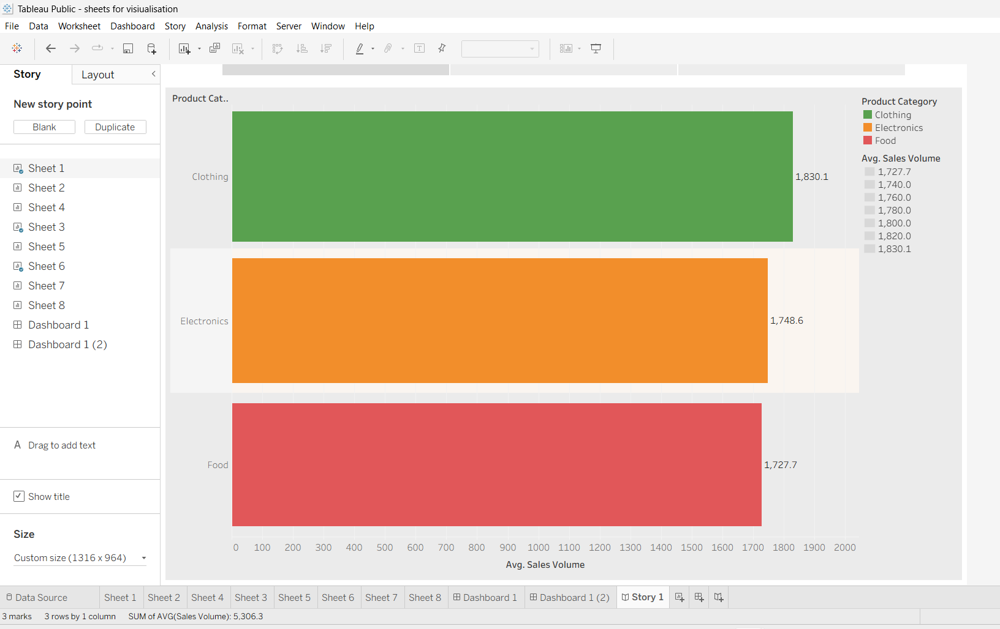 Tableau Public - sheets for visiualisation
File Data Worksheet Dashboard Story Analysis Format Server Window Help
Story Layout
New story point
Blank Duplicate
Sheet 1
Sheet 2
Sheet 4
Sheet 3
Sheet 5
Sheet 6
Sheet 7
Sheet 8
Dashboard 1
Dashboard 1 (2)
A Drag to add text
Show title
Size
Custom size (1316 x 964)
Product Cat..
Clothing 1,830.1
Electronics 1,748.6
Food 1,727.7
0 100 200 300 400 500 600 700 800 900 1000 1100 1200 1300 1400 1500 1600 1700 1800 1900 2000
Avg. Sales Volume
Product Category
Clothing
Electronics
Food
Avg. Sales Volume
1,727.7
1,740.0
1,760.0
1,780.0
1,800.0
1,820.0
1,830.1
Data Source Sheet 1 Sheet 2 Sheet 4 Sheet 3 Sheet 5 Sheet 6 Sheet 7 Sheet 8 Dashboard 1 Dashboard 1 (2) Story 1
3 marks 3 rows by 1 column SUM of AVG(Sales Volume): 5,306.3